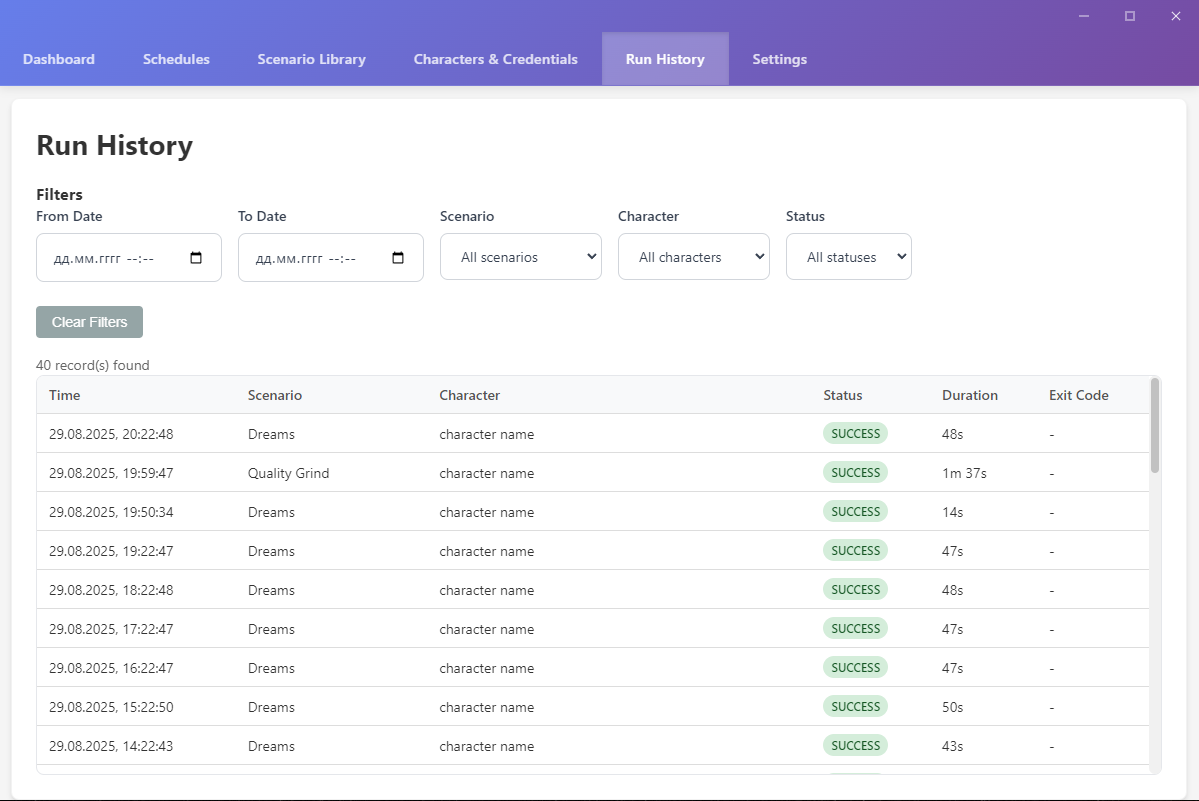 Dashboard Schedules Scenario Library Characters & Credentials Run History Settings
Run History
Filters
From Date To Date Scenario Character Status
дд.мм.гггг --:-- дд.мм.гггг --:-- All scenarios All characters All statuses
Clear Filters
40 record(s) found
Time Scenario Character Status Duration Exit Code
29.08.2025, 20:22:48 Dreams character name SUCCESS 48s -
29.08.2025, 19:59:47 Quality Grind character name SUCCESS 1m 37s -
29.08.2025, 19:50:34 Dreams character name SUCCESS 14s -
29.08.2025, 19:22:47 Dreams character name SUCCESS 47s -
29.08.2025, 18:22:48 Dreams character name SUCCESS 48s -
29.08.2025, 17:22:47 Dreams character name SUCCESS 47s -
29.08.2025, 16:22:47 Dreams character name SUCCESS 47s -
29.08.2025, 15:22:50 Dreams character name SUCCESS 50s -
29.08.2025, 14:22:43 Dreams character name SUCCESS 43s -